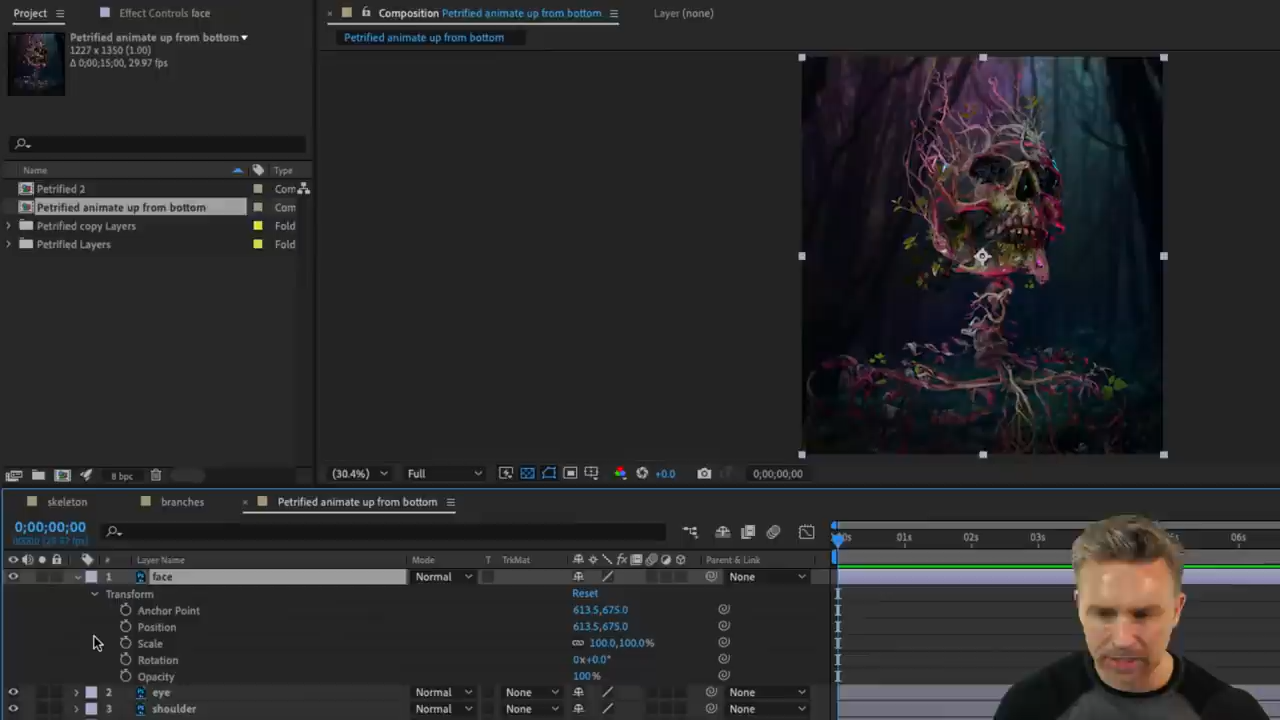 Project
Effect Controls face
Composition Petrified animate up from bottom
Layer (none)
Petrified animate up from bottom
1227 x 1350 (1.00)
Δ 0;00;15;00, 29.97 fps
Petrified animate up from bottom
Name
Type
Petrified 2
Com
Petrified animate up from bottom
Com
Petrified copy Layers
Fold
Petrified Layers
Fold
8 bpc
(30.4%)
Full
+0.0
0;00;00;00
skeleton
branches
Petrified animate up from bottom
0;00;00;00
00000 (29.97 fps)
#
Layer Name
Mode
T
TrkMat
fx
Parent & Link
01s
02s
03s
06s
1
face
Normal
None
Transform
Reset
Anchor Point
613.5,675.0
Position
613.5,675.0
Scale
100.0,100.0%
Rotation
0x+0.0°
Opacity
100%
2
eye
Normal
None
None
3
shoulder
Normal
None
None